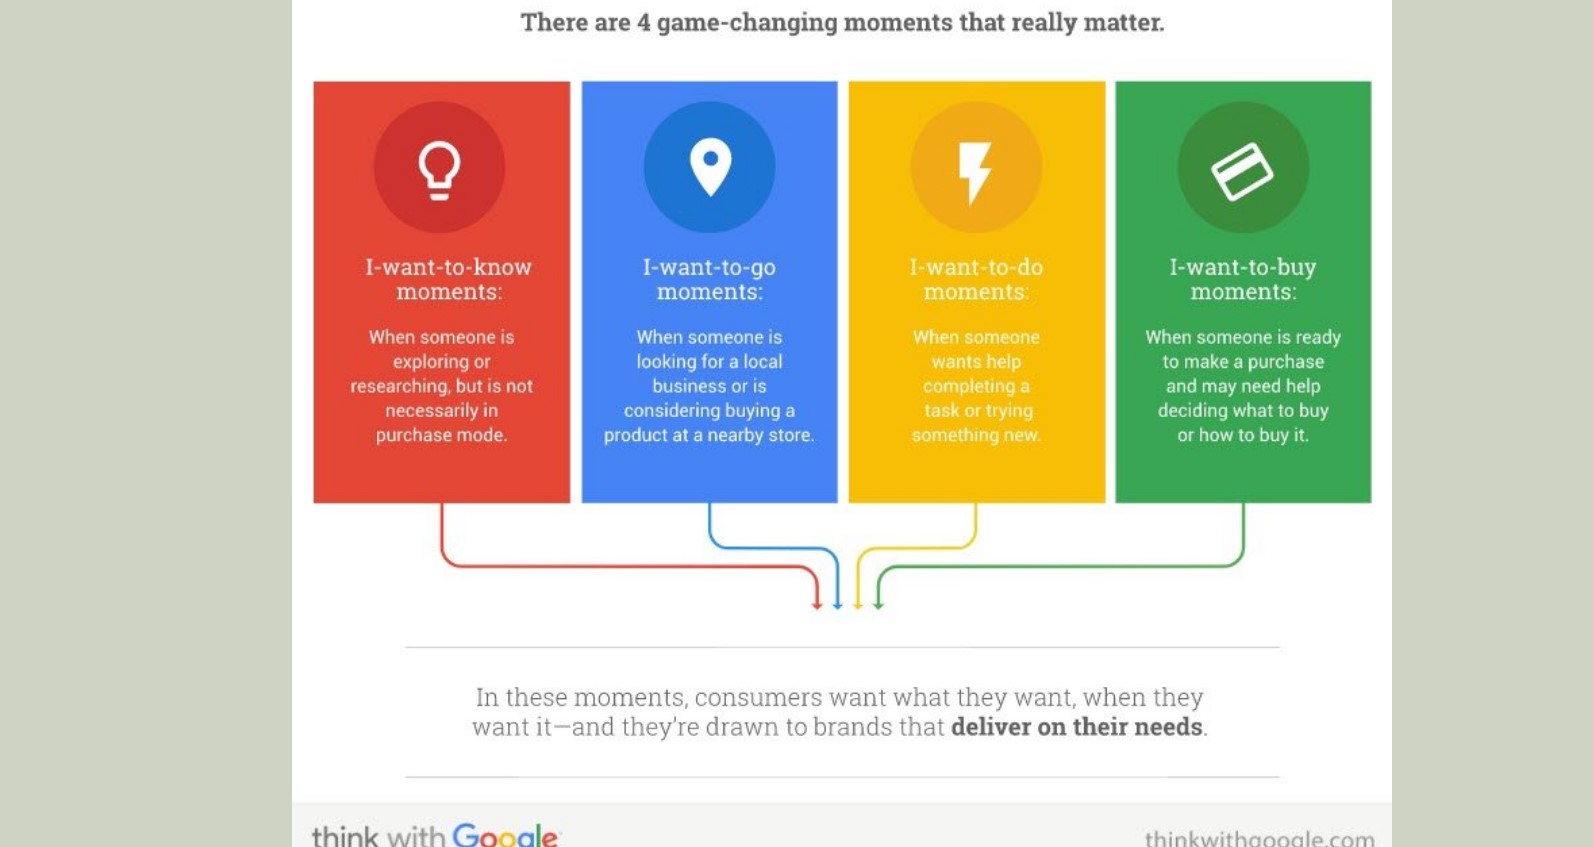 There are 4 game-changing moments that really matter.
I-want-to-know
moments:
When someone is
exploring or
researching, but is not
necessarily in
purchase mode.
I-want-to-go
moments:
When someone is
looking for a local
business or is
considering buying a
product at a nearby store.
I-want-to-do
moments:
When someone
wants help
completing a
task or trying
something new.
I-want-to-buy
moments:
When someone is ready
to make a purchase
and may need help
deciding what to buy
or how to buy it.
In these moments, consumers want what they want, when they
want it—and they're drawn to brands that deliver on their needs.
think with Google
thinkwithgoogle.com